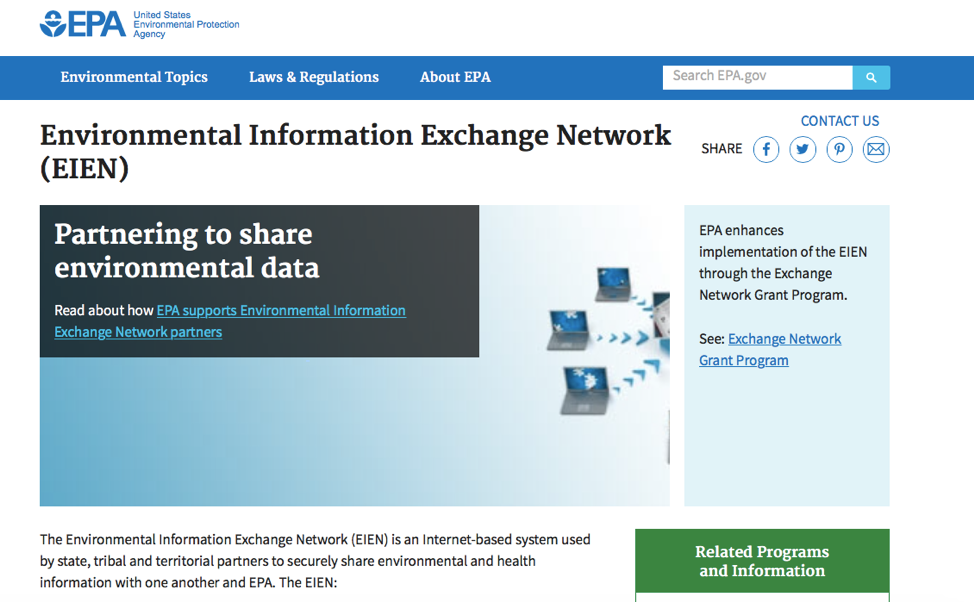 EPA
United States
Environmental Protection
Agency
Environmental Topics
Laws & Regulations
About EPA
Search EPA.gov
CONTACT US
SHARE
Environmental Information Exchange Network
(EIEN)
Partnering to share
environmental data
Read about how EPA supports Environmental Information
Exchange Network partners
EPA enhances
implementation of the EIEN
through the Exchange
Network Grant Program.
See: Exchange Network
Grant Program
The Environmental Information Exchange Network (EIEN) is an Internet-based system used
by state, tribal and territorial partners to securely share environmental and health
information with one another and EPA. The EIEN:
Related Programs
and Information